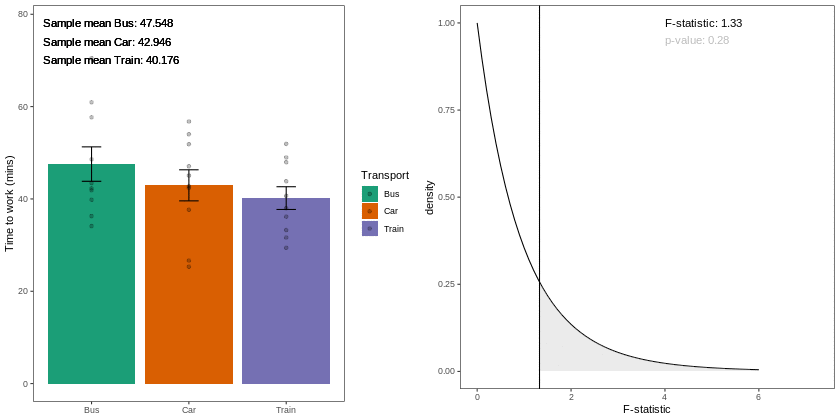 80
60
40
20
0
Time to work (mins)
Sample mean Bus: 47.548
Sample mean Car: 42.946
Sample mean Train: 40.176
Bus
Car
Train
Transport
Bus
Car
Train
1.00
0.75
0.50
0.25
0.00
density
F-statistic: 1.33
p-value: 0.28
0
2
4
6
F-statistic